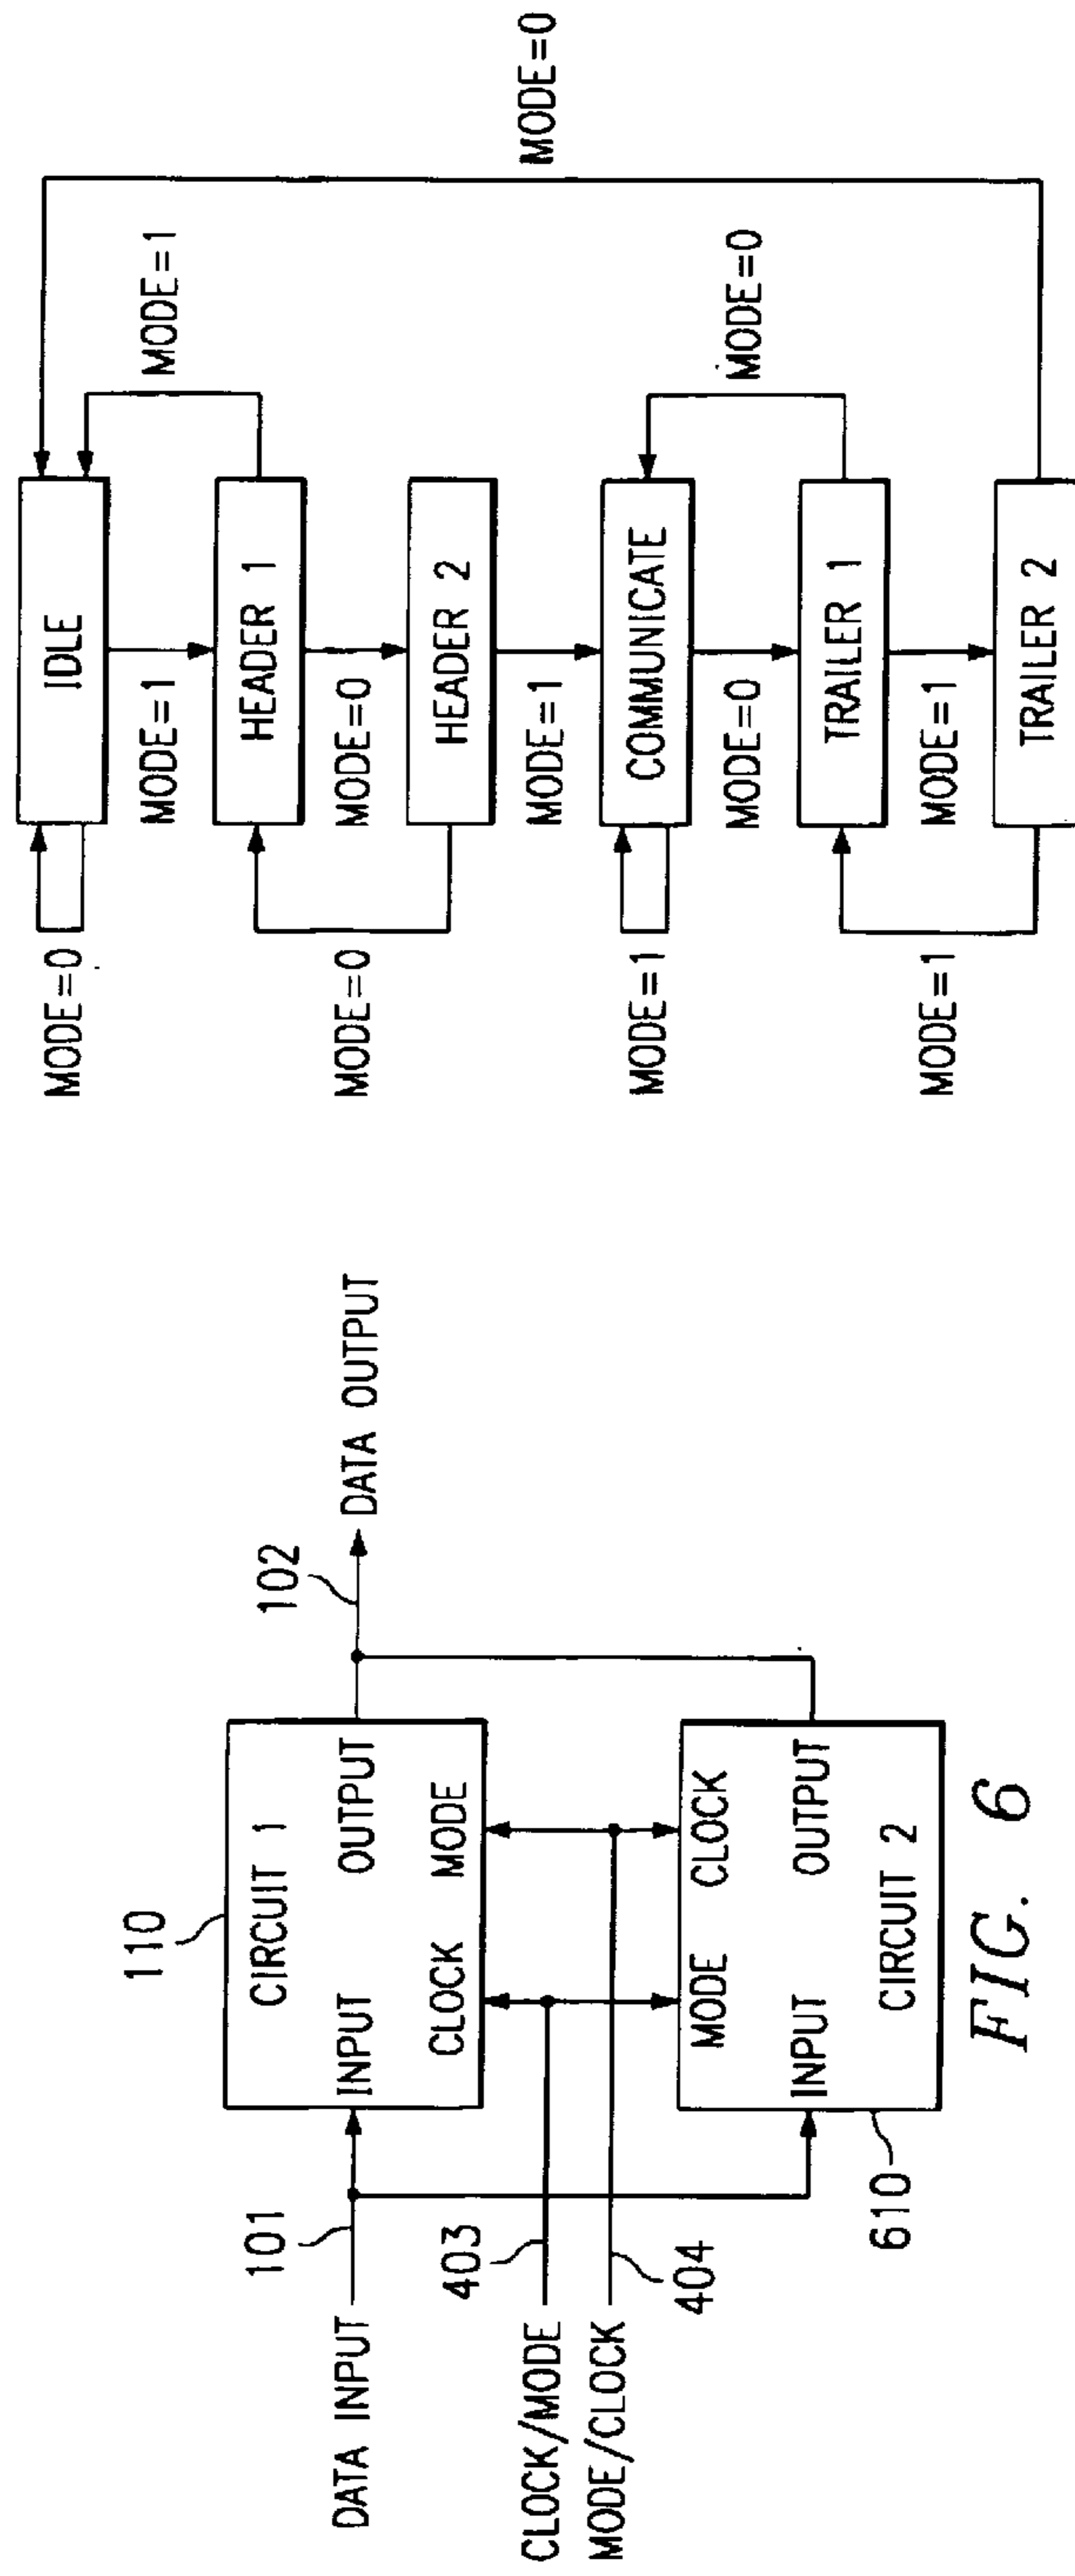 110
CIRCUIT 1
INPUT OUTPUT
CLOCK MODE
DATA INPUT
101
102
DATA OUTPUT
CLOCK/MODE
403
MODE/CLOCK
404
MODE CLOCK
INPUT OUTPUT
CIRCUIT 2
610
FIG. 6
MODE=0
IDLE
MODE=1
MODE=1
HEADER 1
MODE=0
MODE=0
HEADER 2
MODE=1
MODE=1
COMMUNICATE
MODE=0
MODE=0
TRAILER 1
MODE=1
MODE=1
TRAILER 2
MODE=0